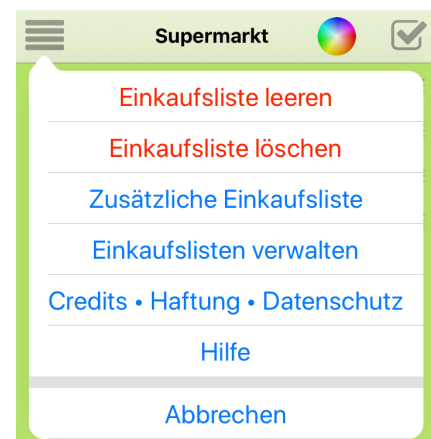 Supermarkt
Einkaufsliste leeren
Einkaufsliste löschen
Zusätzliche Einkaufsliste
Einkaufslisten verwalten
Credits • Haftung • Datenschutz
Hilfe
Abbrechen